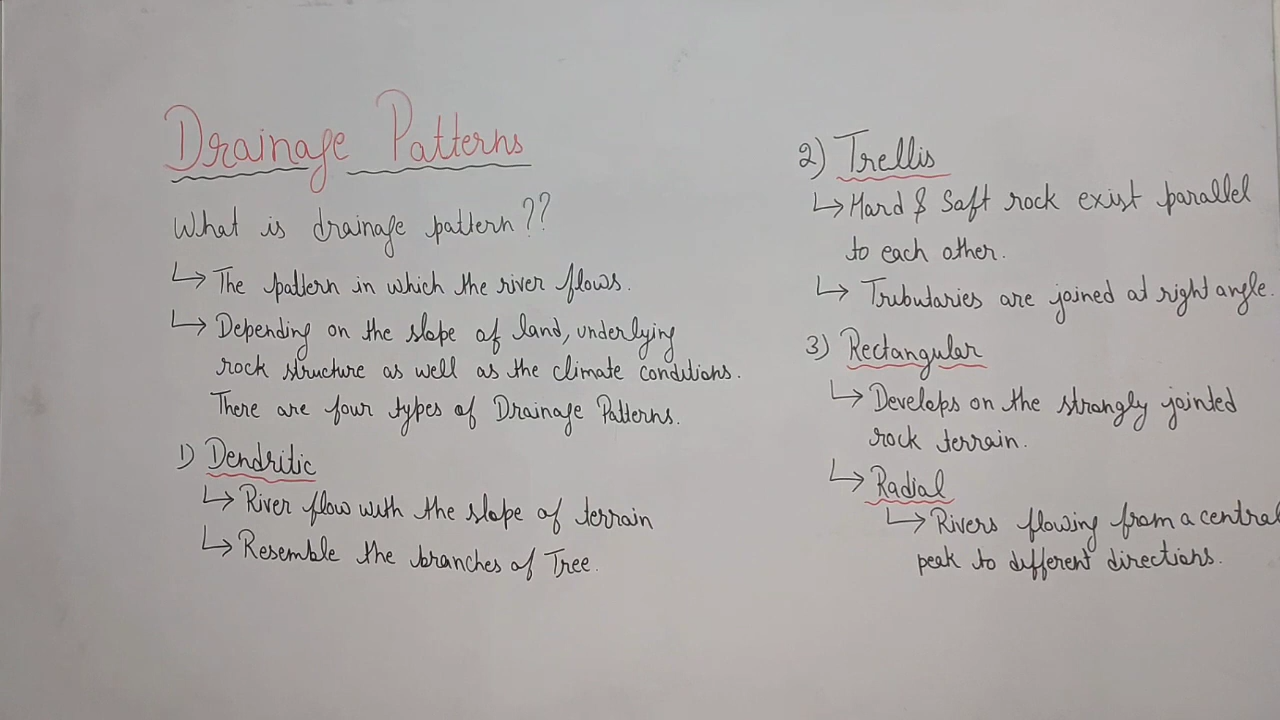 Drainage Patterns
What is drainage pattern??
↳ The pattern in which the river flows.
↳ Depending on the slope of land, underlying
rock structure as well as the climate conditions.
There are four types of Drainage Patterns.
1) Dendritic
↳ River flow with the slope of terrain
↳ Resemble the branches of Tree.
2) Trellis
↳ Hard & Soft rock exist parallel
to each other.
↳ Tributaries are joined at right angle.
3) Rectangular
↳ Develops on the strongly jointed
rock terrain.
↳ Radial
↳ Rivers flowing from a central
peak to different directions.